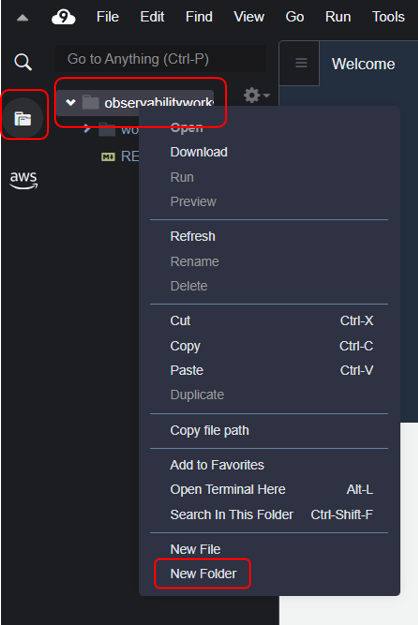 9 File Edit Find View Go Run Tools
Go to Anything (Ctrl-P)
Welcome
observabilityworks
wo
RE
aws
Open
Download
Run
Preview
Refresh
Rename
Delete
Cut Ctrl-X
Copy Ctrl-C
Paste Ctrl-V
Duplicate
Copy file path
Add to Favorites
Open Terminal Here Alt-L
Search In This Folder Ctrl-Shift-F
New File
New Folder